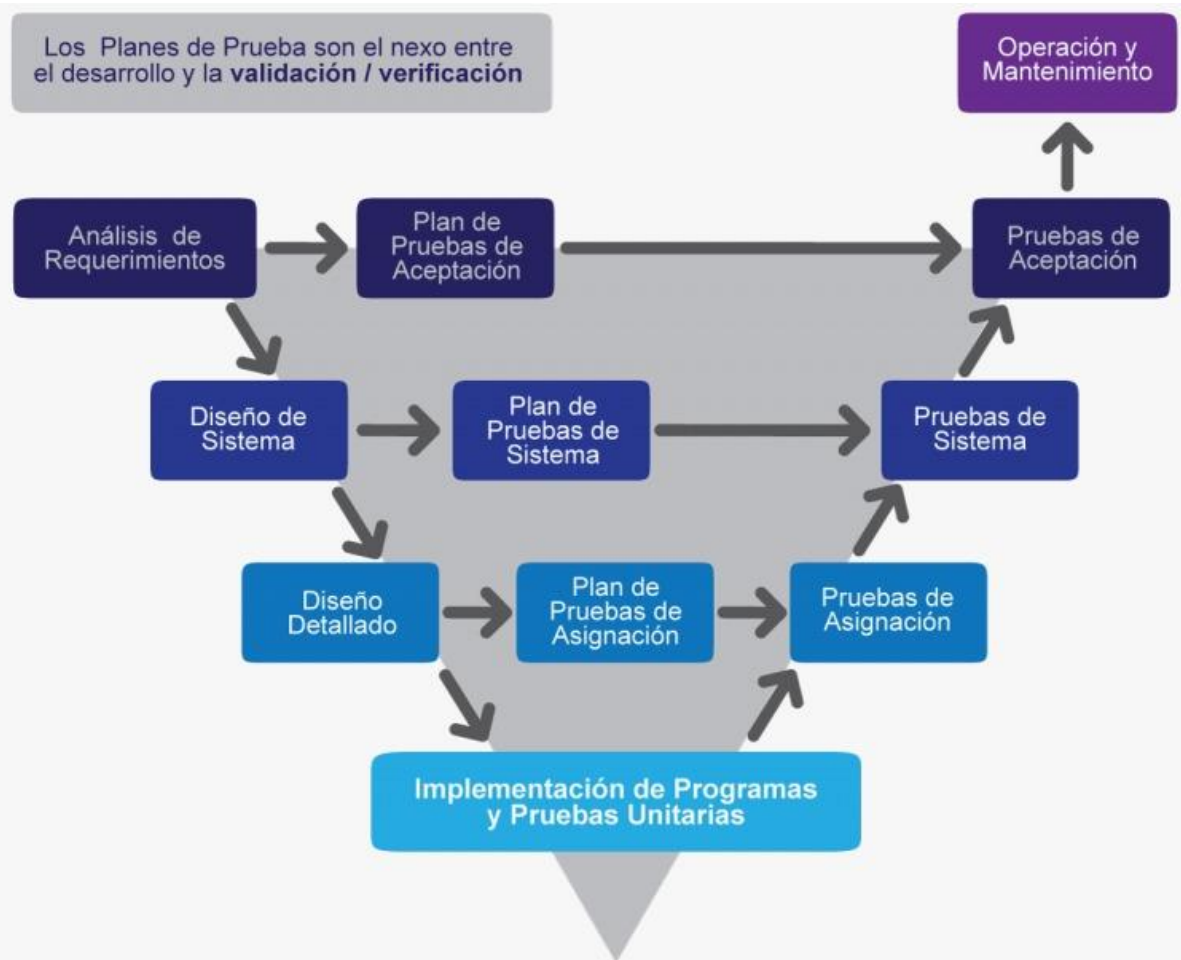 Los Planes de Prueba son el nexo entre
el desarrollo y la validación / verificación
Operación y
Mantenimiento
Análisis de
Requerimientos
Plan de
Pruebas de
Aceptación
Pruebas de
Aceptación
Diseño de
Sistema
Plan de
Pruebas de
Sistema
Pruebas de
Sistema
Diseño
Detallado
Plan de
Pruebas de
Asignación
Pruebas de
Asignación
Implementación de Programas
y Pruebas Unitarias